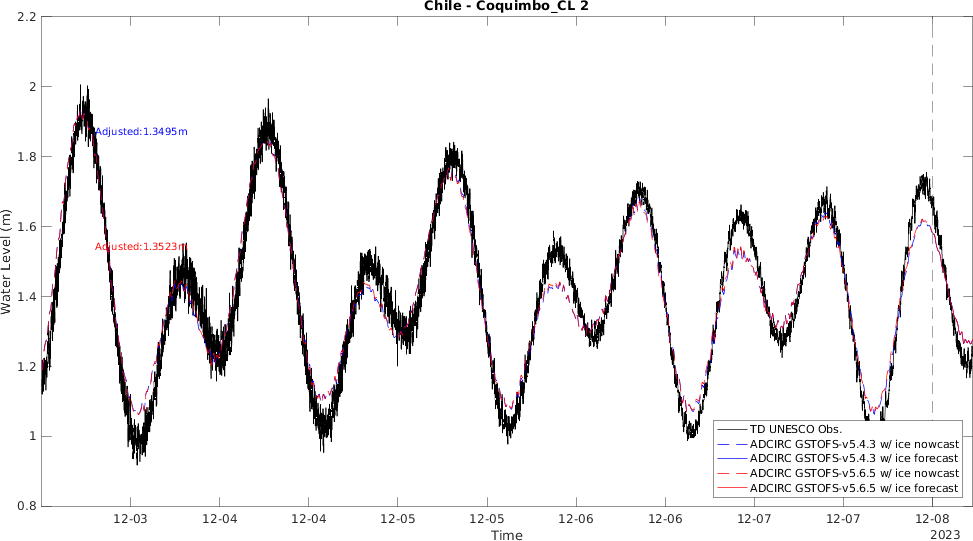 Chile - Coquimbo_CL 2
2.2
2
1.8
1.6
1.4
1.2
1
0.8
Water Level (m)
Adjusted:1.3495m
Adjusted:1.3523m
TD UNESCO Obs.
ADCIRC GSTOFS-v5.4.3 w/ ice nowcast
ADCIRC GSTOFS-v5.4.3 w/ ice forecast
ADCIRC GSTOFS-v5.6.5 w/ ice nowcast
ADCIRC GSTOFS-v5.6.5 w/ ice forecast
12-03 12-04 12-04 12-05 12-05 12-06 12-06 12-07 12-07 12-08
2023
Time